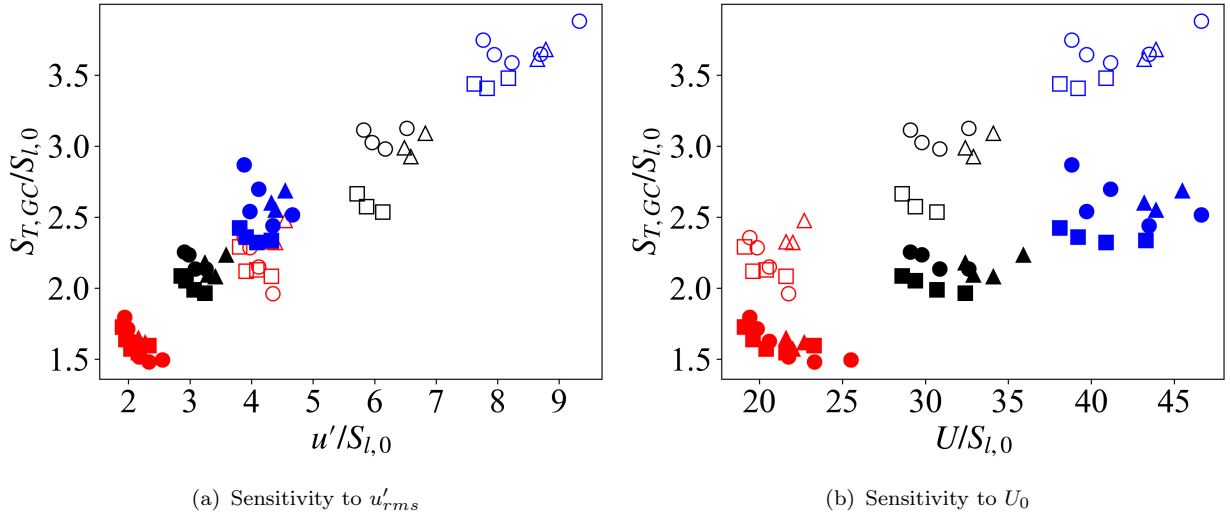 3.5
3.0
2.5
2.0
1.5
S_{T,GC}/S_{l,0}
2 3 4 5 6 7 8 9
u'/S_{l,0}
(a) Sensitivity to u'_{rms}
3.5
3.0
2.5
2.0
1.5
S_{T,GC}/S_{l,0}
20 25 30 35 40 45
U/S_{l,0}
(b) Sensitivity to U_0